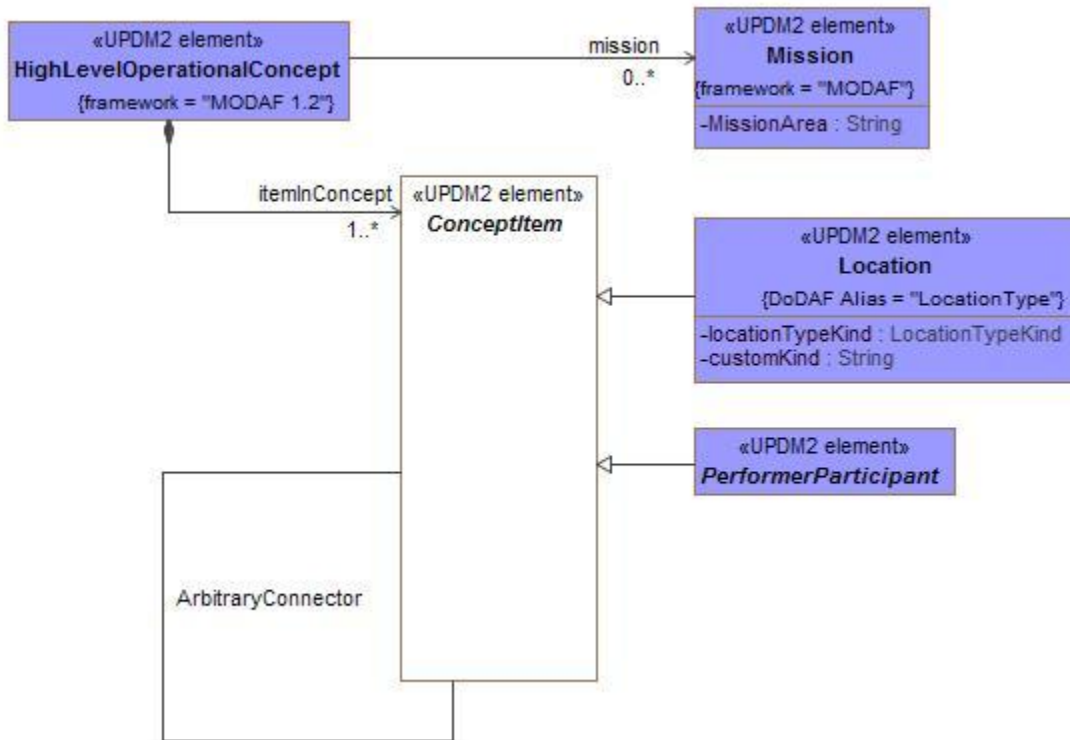 «UPDM2 element»
HighLevelOperationalConcept
{framework = "MODAF 1.2"}
mission
0..*
«UPDM2 element»
Mission
{framework = "MODAF"}
-MissionArea : String
itemInConcept
1..*
«UPDM2 element»
ConceptItem
«UPDM2 element»
Location
{DoDAF Alias = "LocationType"}
-locationTypeKind : LocationTypeKind
-customKind : String
«UPDM2 element»
PerformerParticipant
ArbitraryConnector